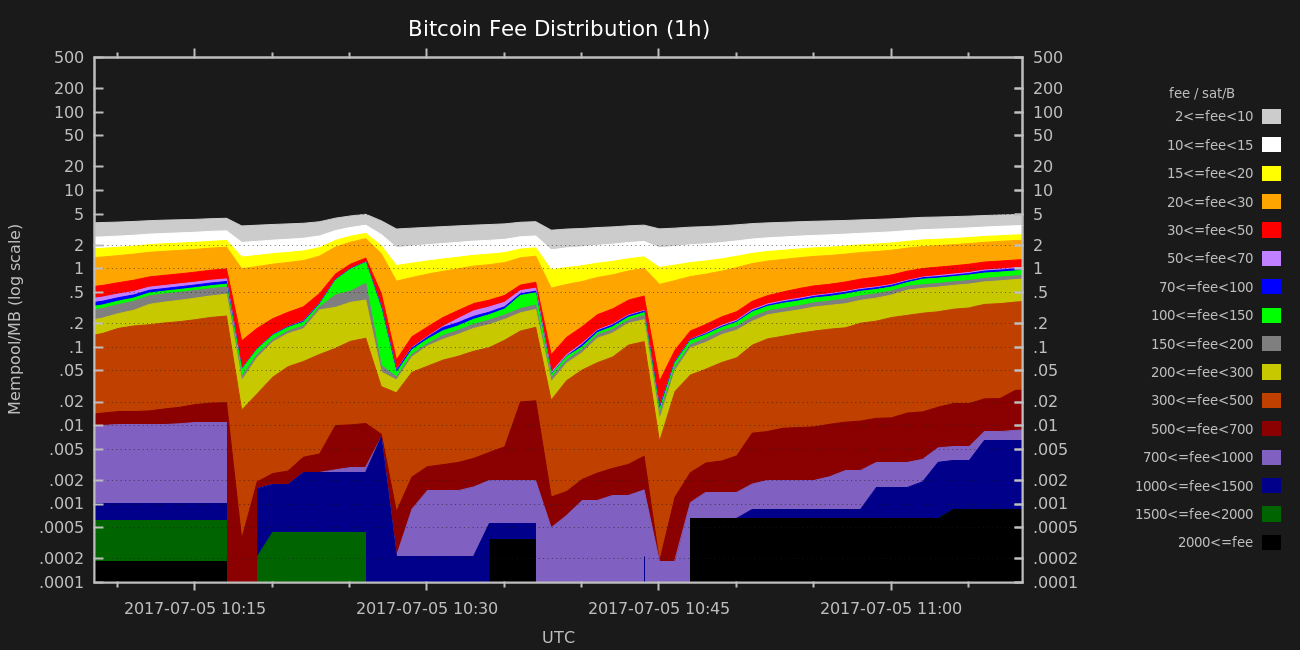 Bitcoin Fee Distribution (1h)
500
200
100
50
20
10
5
2
1
.5
.2
.1
.05
.02
.01
.005
.002
.001
.0005
.0002
.0001
Mempool/MB (log scale)
500
200
100
50
20
10
5
2
1
.5
.2
.1
.05
.02
.01
.005
.002
.001
.0005
.0002
.0001
2017-07-05 10:15
2017-07-05 10:30
2017-07-05 10:45
2017-07-05 11:00
UTC
fee / sat/B
2<=fee<10
10<=fee<15
15<=fee<20
20<=fee<30
30<=fee<50
50<=fee<70
70<=fee<100
100<=fee<150
150<=fee<200
200<=fee<300
300<=fee<500
500<=fee<700
700<=fee<1000
1000<=fee<1500
1500<=fee<2000
2000<=fee